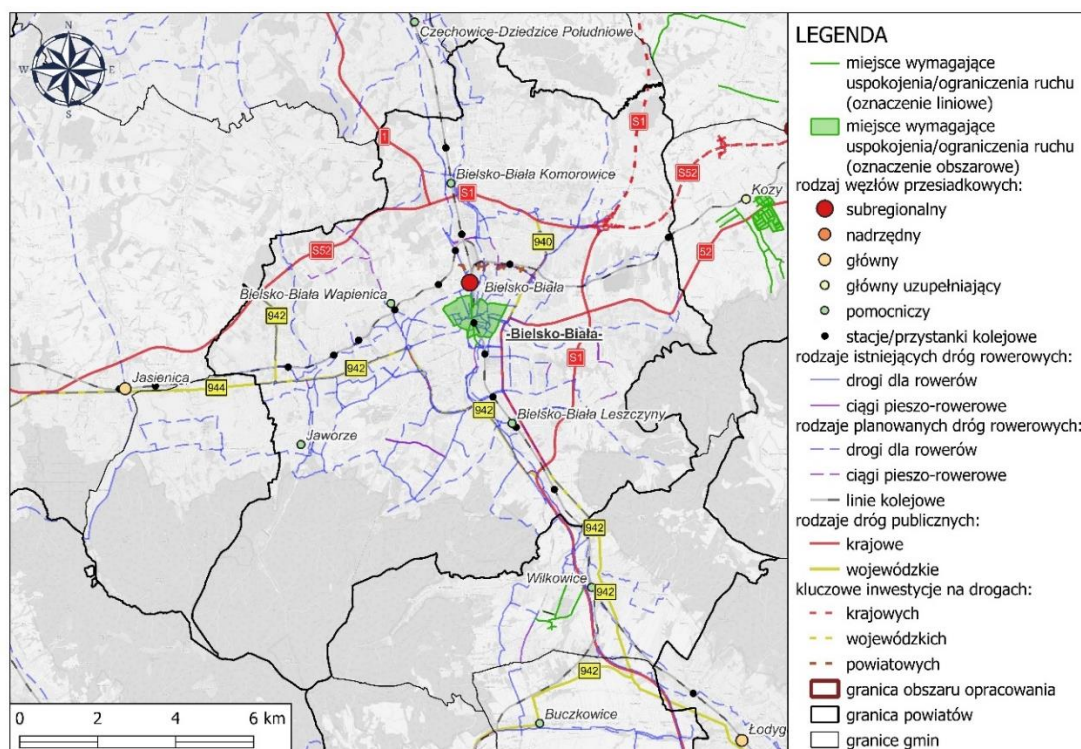 N
W
E
S
Czechowice-Dziedzice Południowe
1
S1
S52
Kozy
Bielsko-Biała Komorowice
S1
940
52
S52
Bielsko-Biała
Bielsko-Biała Wapienica
942
-Bielsko-Biała-
S1
942
Jasienica
944
942
Bielsko-Biała Leszczyny
Jaworze
942
Wilkowice
942
942
Buczkowice
Łodyg
0 2 4 6 km
LEGENDA
miejsce wymagające
uspokojenia/ograniczenia ruchu
(oznaczenie liniowe)
miejsce wymagające
uspokojenia/ograniczenia ruchu
(oznaczenie obszarowe)
rodzaj węzłów przesiadkowych:
subregionalny
nadrzędny
główny
główny uzupełniający
pomocniczy
stacje/przystanki kolejowe
rodzaje istniejących dróg rowerowych:
drogi dla rowerów
ciągi pieszo-rowerowe
rodzaje planowanych dróg rowerowych:
drogi dla rowerów
ciągi pieszo-rowerowe
linie kolejowe
rodzaje dróg publicznych:
krajowe
wojewódzkie
kluczowe inwestycje na drogach:
krajowych
wojewódzkich
powiatowych
granica obszaru opracowania
granica powiatów
granice gmin